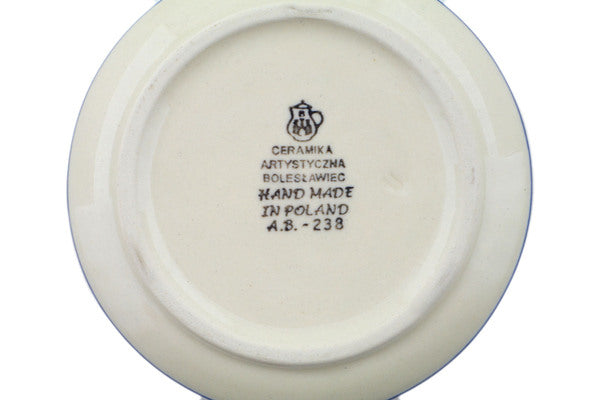 CERAMIKA
ARTYSTYCZNA
BOLESŁAWIEC
HAND MADE
IN POLAND
A.B. - 238